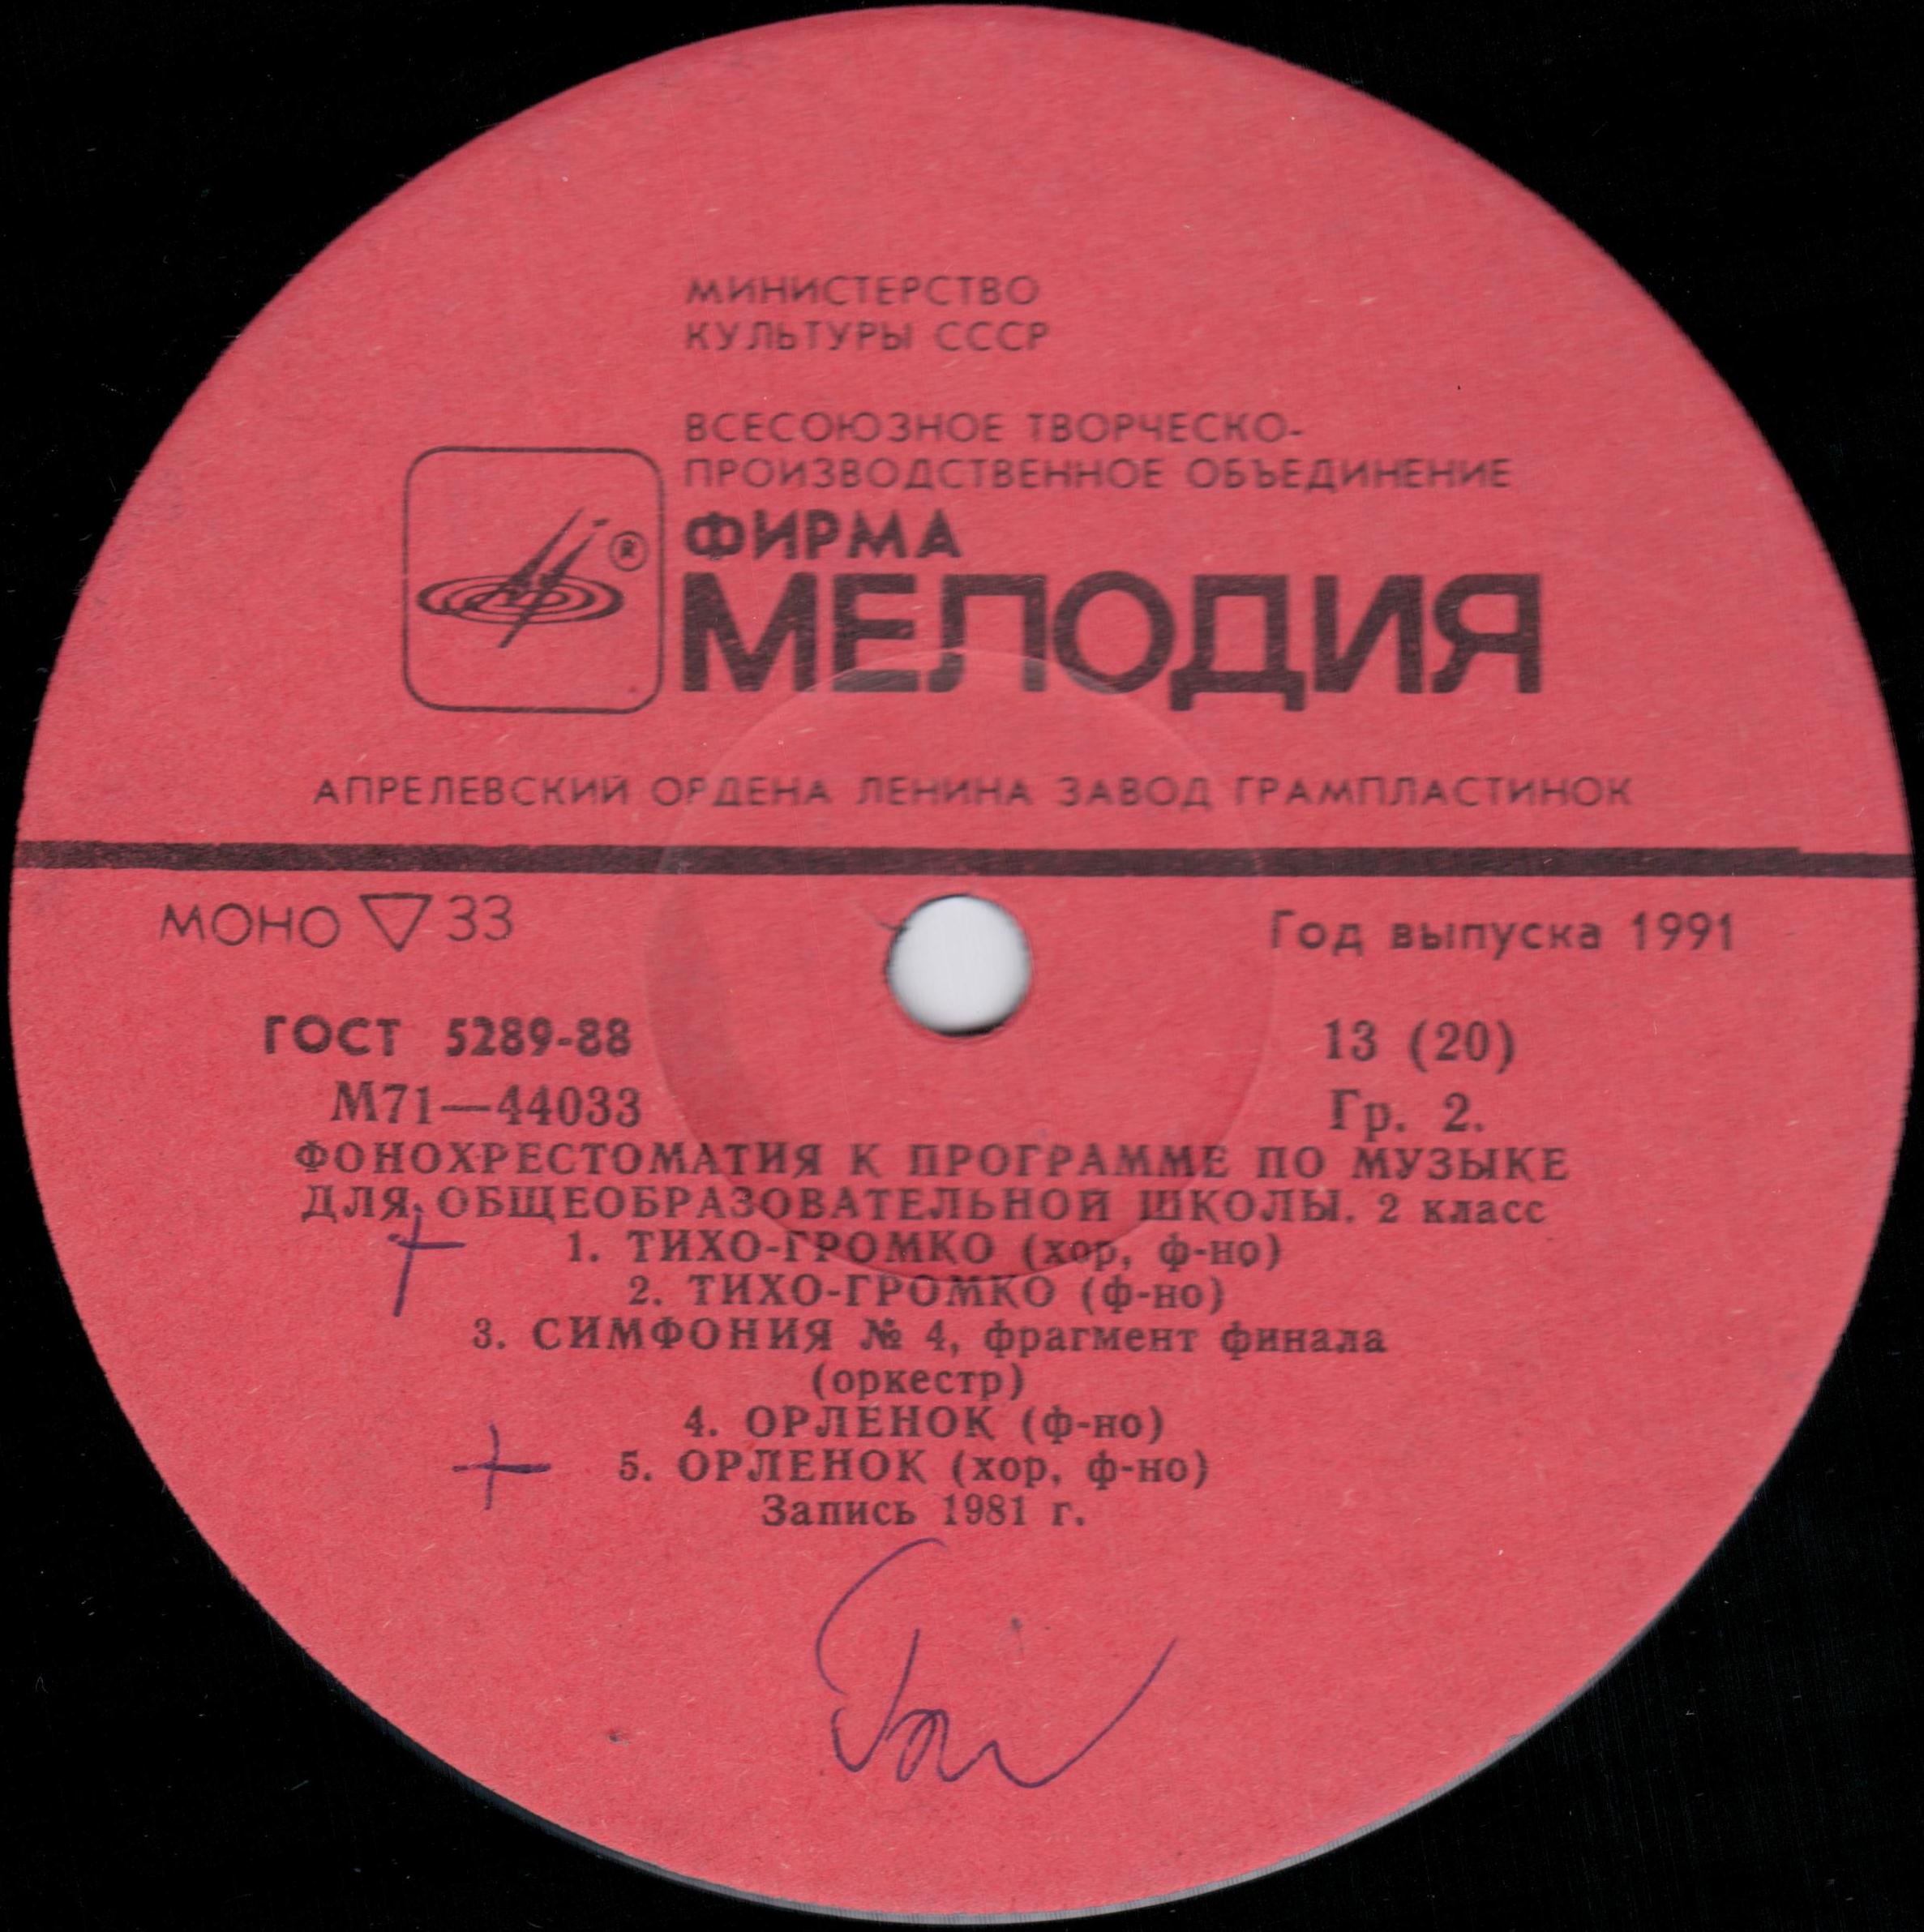 МИНИСТЕРСТВО
КУЛЬТУРЫ СССР
ВСЕСОЮЗНОЕ ТВОРЧЕСКО-
ПРОИЗВОДСТВЕННОЕ ОБЪЕДИНЕНИЕ
®
ФИРМА
МЕЛОДИЯ
АПРЕЛЕВСКИЙ ОРДЕНА ЛЕНИНА ЗАВОД ГРАМПЛАСТИНОК
МОНО ▽ 33
Год выпуска 1991
ГОСТ 5289-88
13 (20)
М71—44033
Гр. 2.
ФОНОХРЕСТОМАТИЯ К ПРОГРАММЕ ПО МУЗЫКЕ
ДЛЯ ОБЩЕОБРАЗОВАТЕЛЬНОЙ ШКОЛЫ. 2 класс
+ 1. ТИХО-ГРОМКО (хор, ф-но)
2. ТИХО-ГРОМКО (ф-но)
3. СИМФОНИЯ № 4, фрагмент финала
(оркестр)
4. ОРЛЕНОК (ф-но)
+ 5. ОРЛЕНОК (хор, ф-но)
Запись 1981 г.